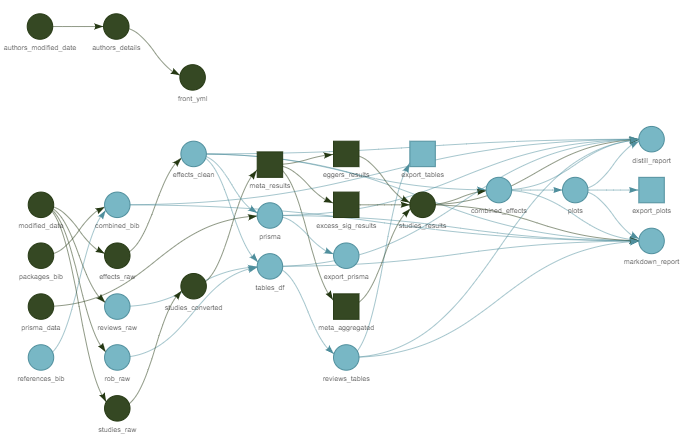 authors_modified_date
authors_details
front_yml
distill_report
effects_clean
meta_results
eggers_results
export_tables
modified_data
combined_bib
prisma
excess_sig_results
studies_results
combined_effects
plots
export_plots
packages_bib
effects_raw
export_prisma
markdown_report
studies_converted
tables_df
prisma_data
reviews_raw
meta_aggregated
references_bib
rob_raw
reviews_tables
studies_raw